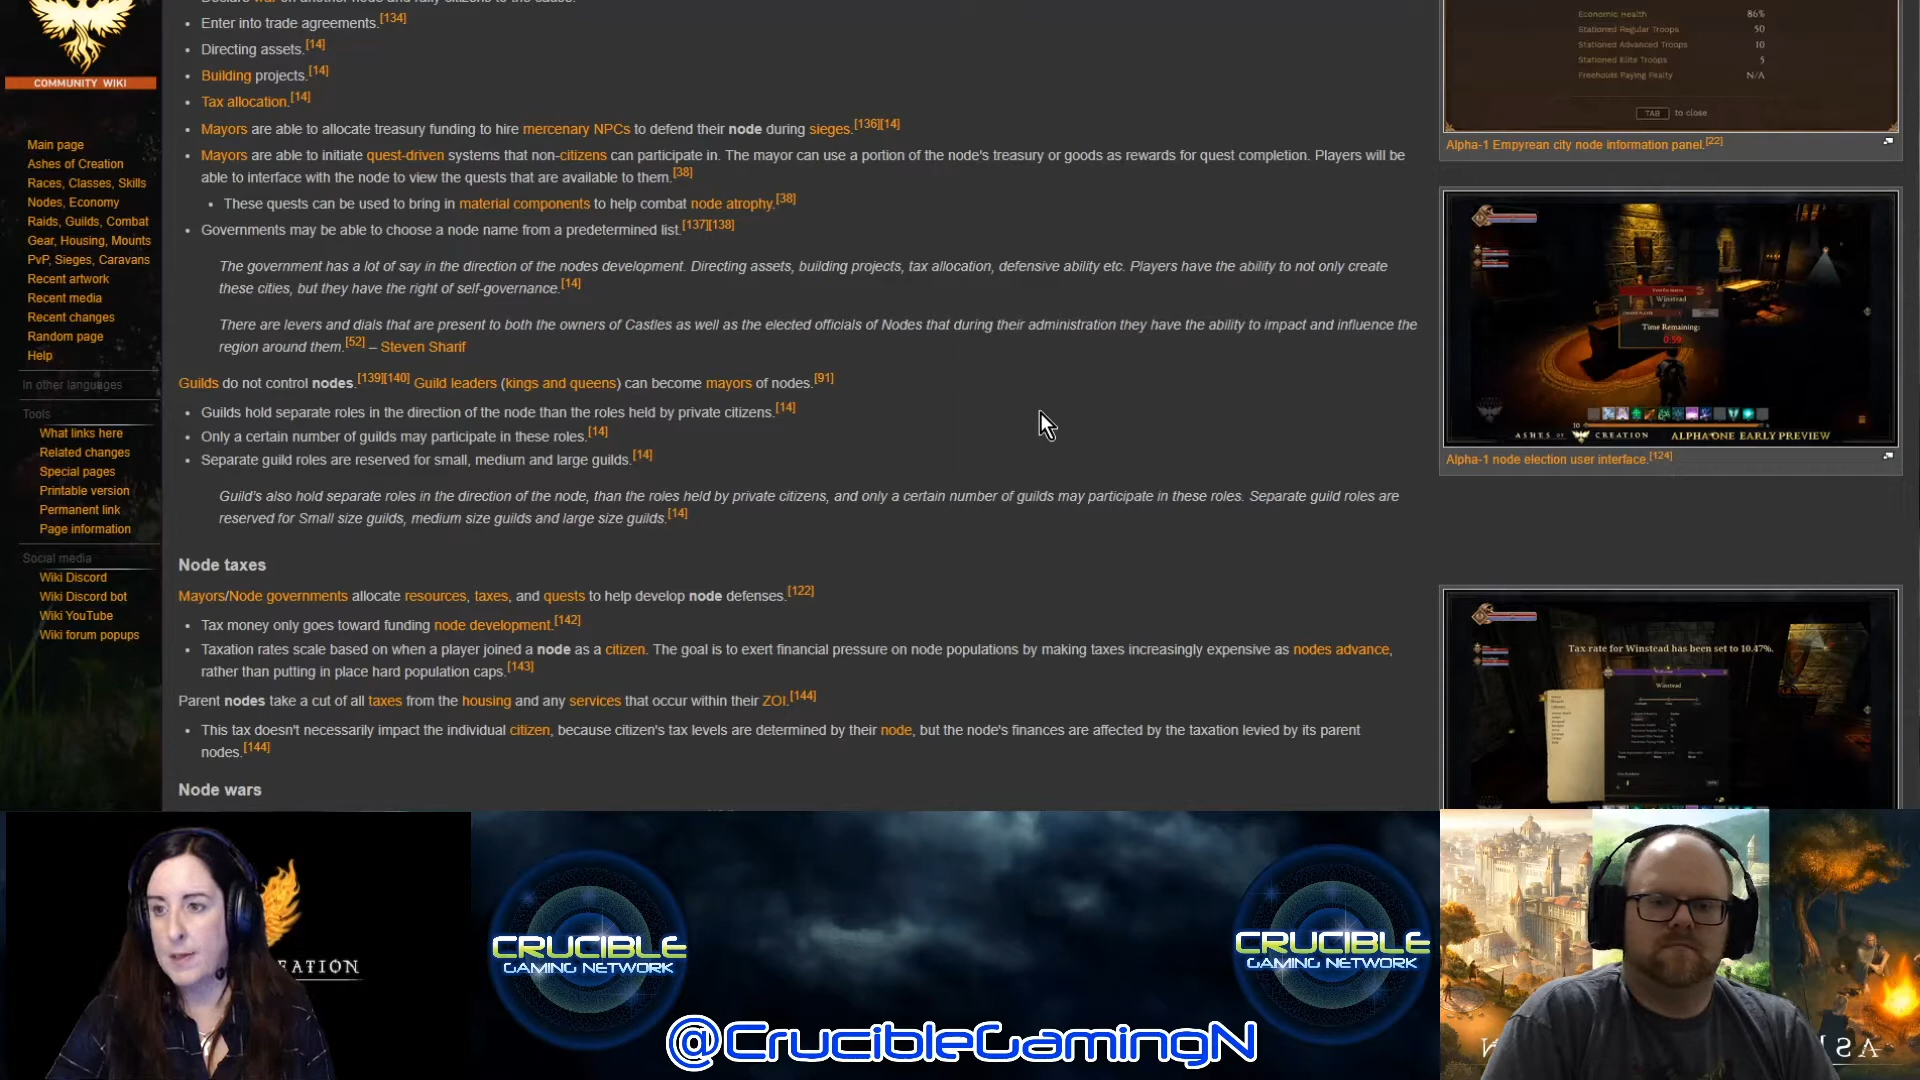 Declare war on another node and rally citizens to the cause.
Enter into trade agreements.[134]
Directing assets.[14]
Building projects.[14]
Tax allocation.[14]
Mayors are able to allocate treasury funding to hire mercenary NPCs to defend their node during sieges.[136][14]
Mayors are able to initiate quest-driven systems that non-citizens can participate in. The mayor can use a portion of the node's treasury or goods as rewards for quest completion. Players will be
able to interface with the node to view the quests that are available to them.[38]
These quests can be used to bring in material components to help combat node atrophy.[38]
Governments may be able to choose a node name from a predetermined list.[137][138]
The government has a lot of say in the direction of the nodes development. Directing assets, building projects, tax allocation, defensive ability etc. Players have the ability to not only create
these cities, but they have the right of self-governance.[14]
There are levers and dials that are present to both the owners of Castles as well as the elected officials of Nodes that during their administration they have the ability to impact and influence the
region around them.[52] – Steven Sharif
Guilds do not control nodes.[139][140] Guild leaders (kings and queens) can become mayors of nodes.[91]
Guilds hold separate roles in the direction of the node than the roles held by private citizens.[14]
Only a certain number of guilds may participate in these roles.[14]
Separate guild roles are reserved for small, medium and large guilds.[14]
Guild's also hold separate roles in the direction of the node, than the roles held by private citizens, and only a certain number of guilds may participate in these roles. Separate guild roles are
reserved for Small size guilds, medium size guilds and large size guilds.[14]
Node taxes
Mayors/Node governments allocate resources, taxes, and quests to help develop node defenses.[122]
Tax money only goes toward funding node development.[142]
Taxation rates scale based on when a player joined a node as a citizen. The goal is to exert financial pressure on node populations by making taxes increasingly expensive as nodes advance,
rather than putting in place hard population caps.[143]
Parent nodes take a cut of all taxes from the housing and any services that occur within their ZOI.[144]
This tax doesn't necessarily impact the individual citizen, because citizen's tax levels are determined by their node, but the node's finances are affected by the taxation levied by its parent
nodes.[144]
Node wars
COMMUNITY WIKI
Main page
Ashes of Creation
Races, Classes, Skills
Nodes, Economy
Raids, Guilds, Combat
Gear, Housing, Mounts
PvP, Sieges, Caravans
Recent artwork
Recent media
Recent changes
Random page
Help
In other languages
Tools
What links here
Related changes
Special pages
Printable version
Permanent link
Page information
Social media
Wiki Discord
Wiki Discord bot
Wiki YouTube
Wiki forum popups
Economic Health 86%
Stationed Regular Troops 50
Stationed Advanced Troops 10
Stationed Elite Troops 5
Freeholds Paying Fealty N/A
TAB to close
Alpha-1 Empyrean city node information panel.[22]
Winstead
Time Remaining:
0:59
ASHES OF CREATION ALPHA ONE EARLY PREVIEW
Alpha-1 node election user interface.[124]
Tax rate for Winstead has been set to 10.47%.
Winstead
EATION
CRUCIBLE
GAMING NETWORK
CRUCIBLE
GAMING NETWORK
@CrucibleGamingN